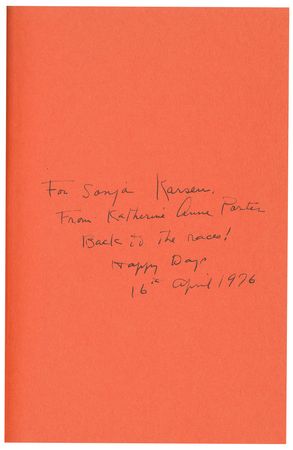 For Sonja Karsen.
From Katherine Anne Porter
Back to the races!
Happy Days
16th April 1976